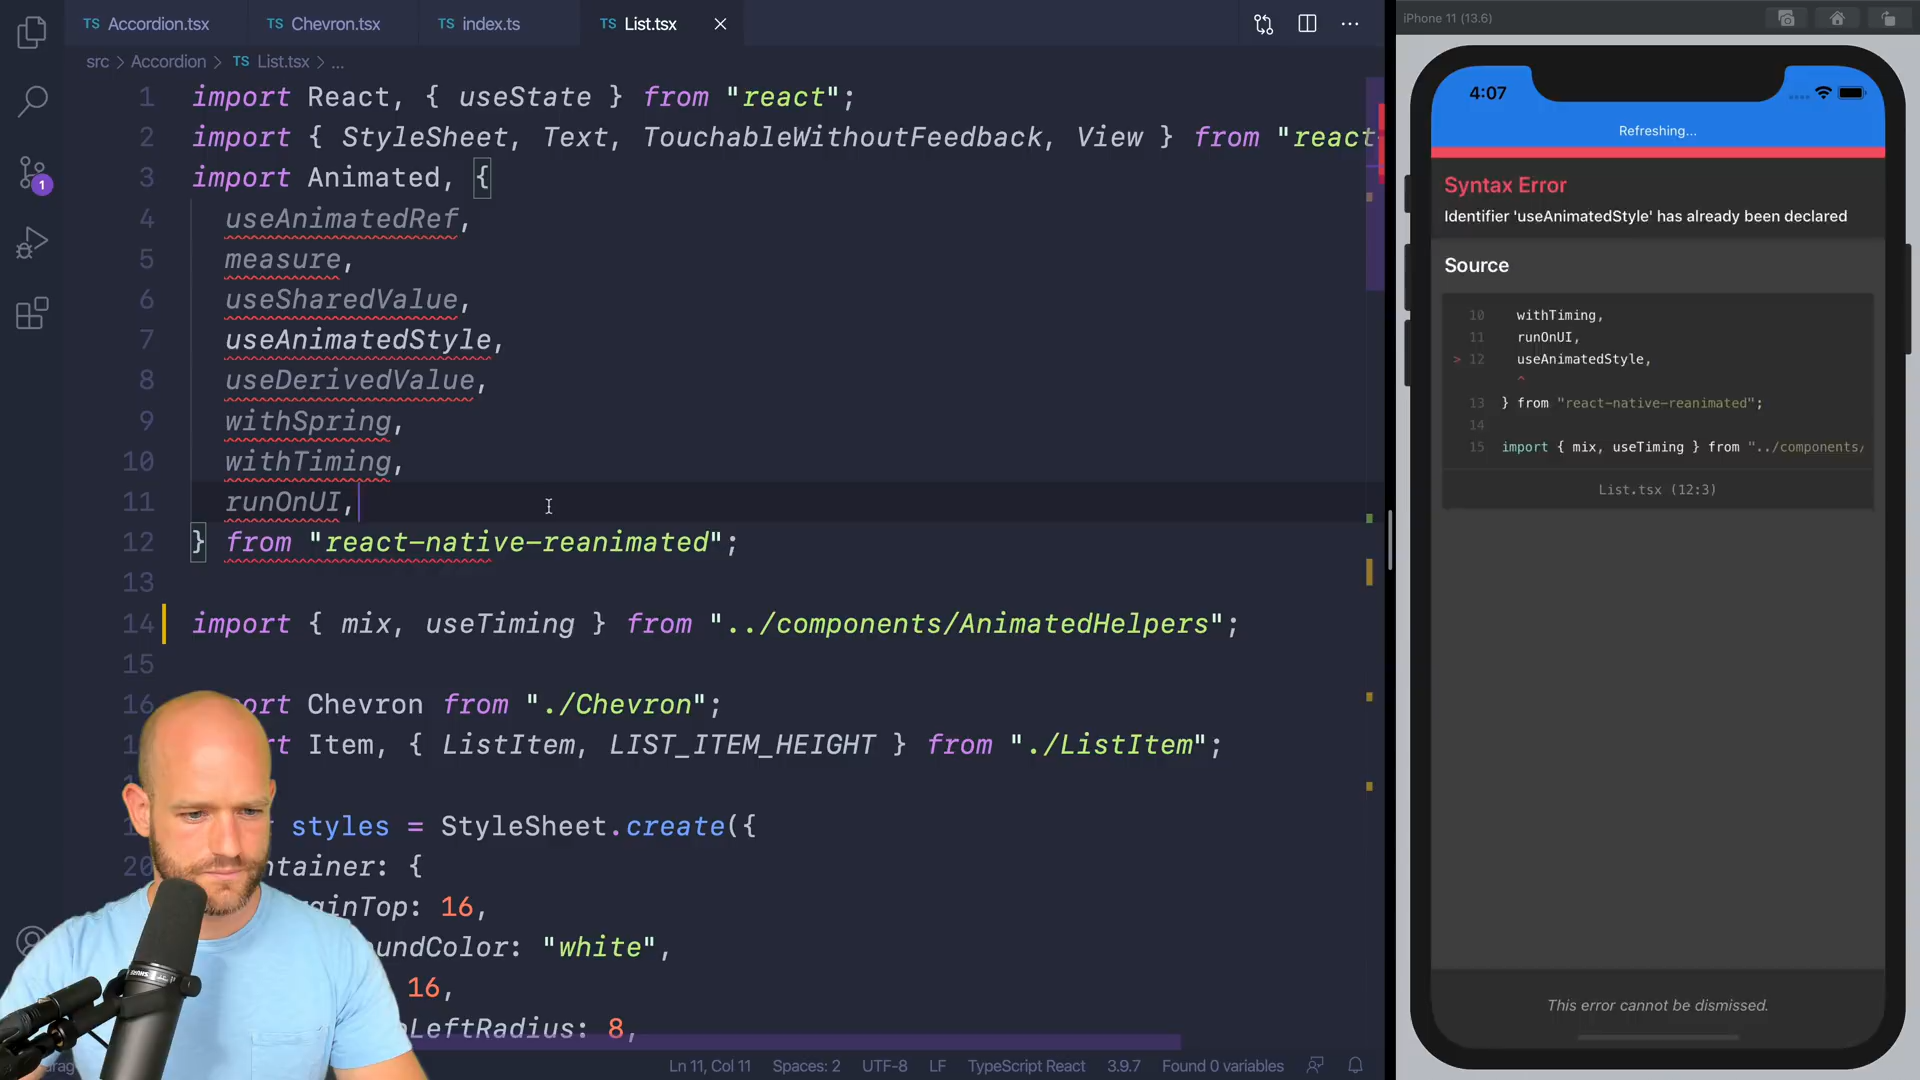 TS Accordion.tsx
TS Chevron.tsx
TS index.ts
TS List.tsx
src > Accordion > TS List.tsx > ...
1 import React, { useState } from "react";
2 import { StyleSheet, Text, TouchableWithoutFeedback, View } from "react
3 import Animated, {
4 useAnimatedRef,
5 measure,
6 useSharedValue,
7 useAnimatedStyle,
8 useDerivedValue,
9 withSpring,
10 withTiming,
11 runOnUI,
12 } from "react-native-reanimated";
13
14 import { mix, useTiming } from "../components/AnimatedHelpers";
15
16 port Chevron from "./Chevron";
rt Item, { ListItem, LIST_ITEM_HEIGHT } from "./ListItem";
styles = StyleSheet.create({
20 ntainer: {
ginTop: 16,
undColor: "white",
16,
LeftRadius: 8,
1
Ln 11, Col 11 Spaces: 2 UTF-8 LF TypeScript React 3.9.7 Found 0 variables
iPhone 11 (13.6)
4:07
Refreshing...
Syntax Error
Identifier 'useAnimatedStyle' has already been declared
Source
10 withTiming,
11 runOnUI,
> 12 useAnimatedStyle,
^
13 } from "react-native-reanimated";
14
15 import { mix, useTiming } from "../components/
List.tsx (12:3)
This error cannot be dismissed.